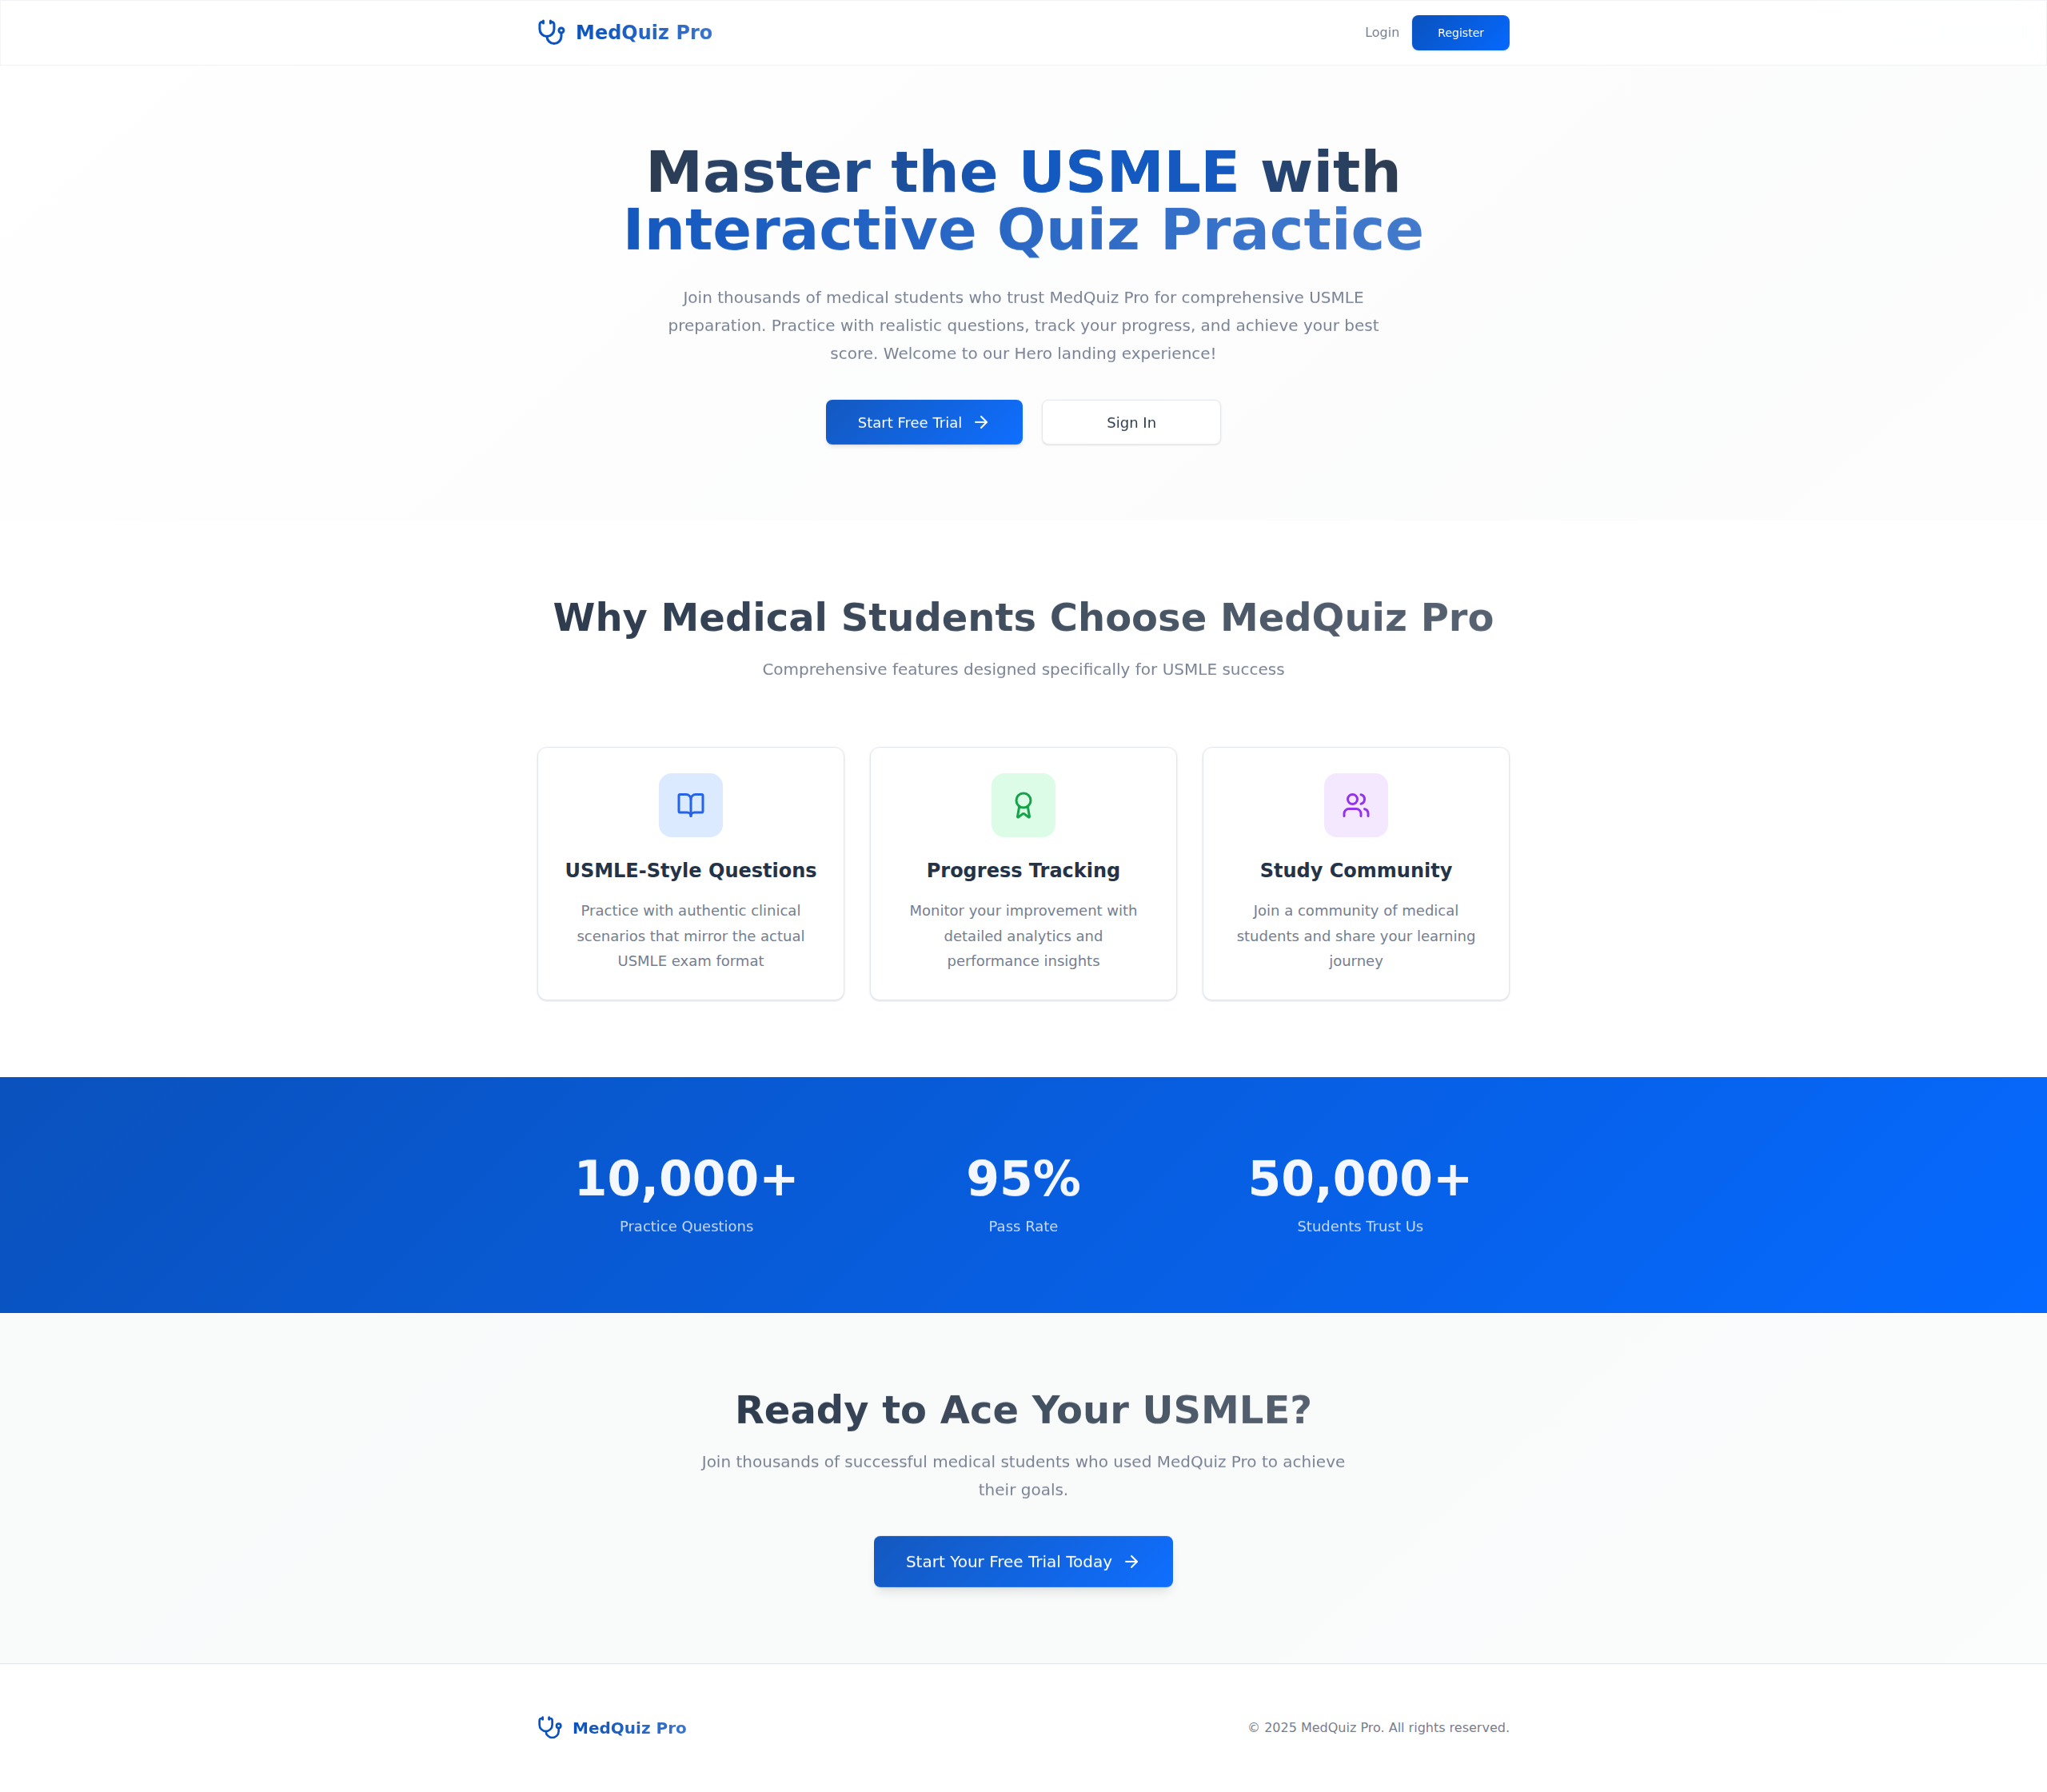 MedQuiz Pro
Login
Register
Master the USMLE with
Interactive Quiz Practice
Join thousands of medical students who trust MedQuiz Pro for comprehensive USMLE
preparation. Practice with realistic questions, track your progress, and achieve your best
score. Welcome to our Hero landing experience!
Start Free Trial
Sign In
Why Medical Students Choose MedQuiz Pro
Comprehensive features designed specifically for USMLE success
USMLE-Style Questions
Practice with authentic clinical
scenarios that mirror the actual
USMLE exam format
Progress Tracking
Monitor your improvement with
detailed analytics and
performance insights
Study Community
Join a community of medical
students and share your learning
journey
10,000+
Practice Questions
95%
Pass Rate
50,000+
Students Trust Us
Ready to Ace Your USMLE?
Join thousands of successful medical students who used MedQuiz Pro to achieve
their goals.
Start Your Free Trial Today
MedQuiz Pro
© 2025 MedQuiz Pro. All rights reserved.